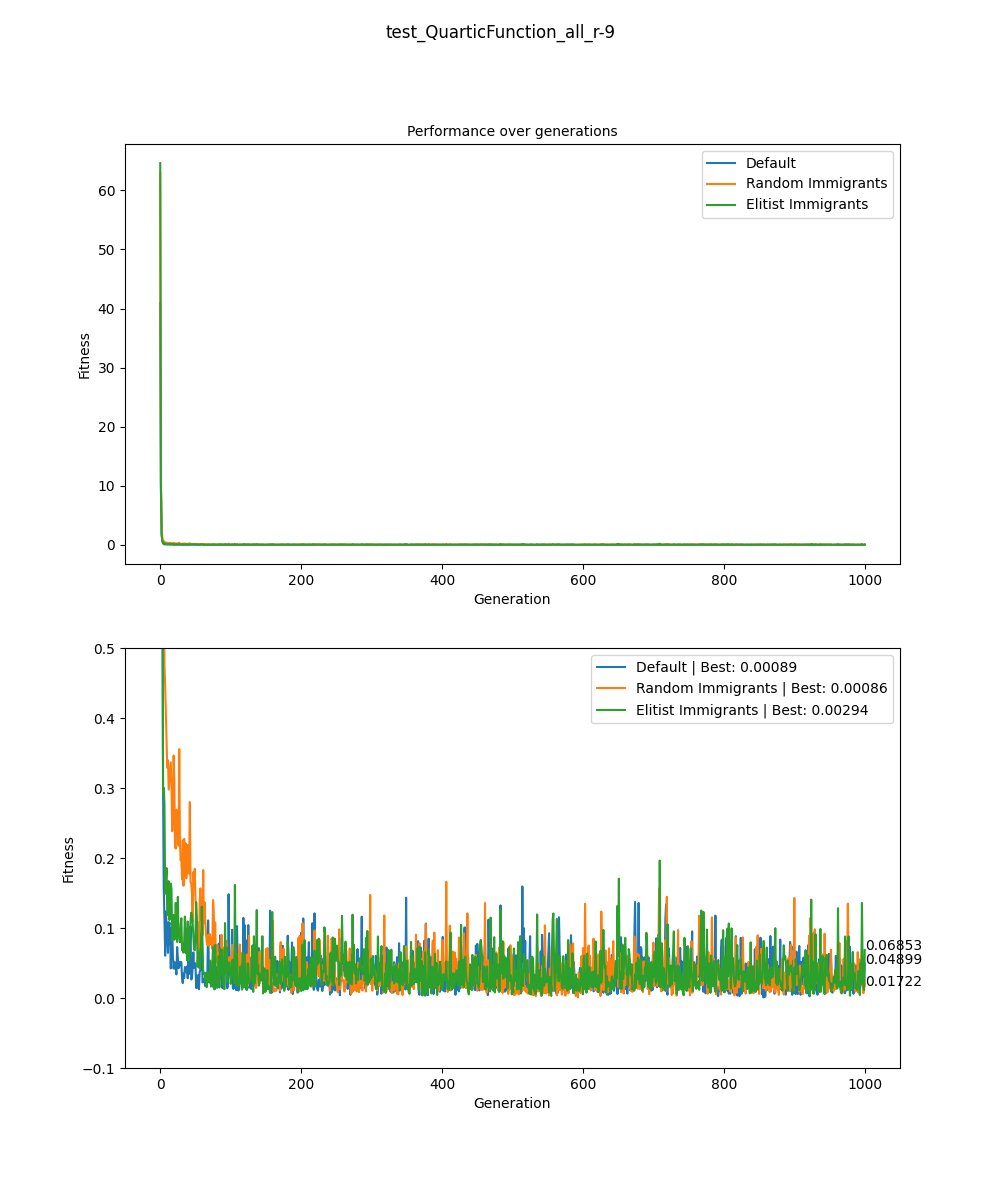 test_QuarticFunction_all_r-9
Performance over generations
Default
Random Immigrants
Elitist Immigrants
Fitness
60
50
40
30
20
10
0
0 200 400 600 800 1000
Generation
Default | Best: 0.00089
Random Immigrants | Best: 0.00086
Elitist Immigrants | Best: 0.00294
Fitness
0.5
0.4
0.3
0.2
0.1
0.0
−0.1
0.06853
0.04899
0.01722
0 200 400 600 800 1000
Generation